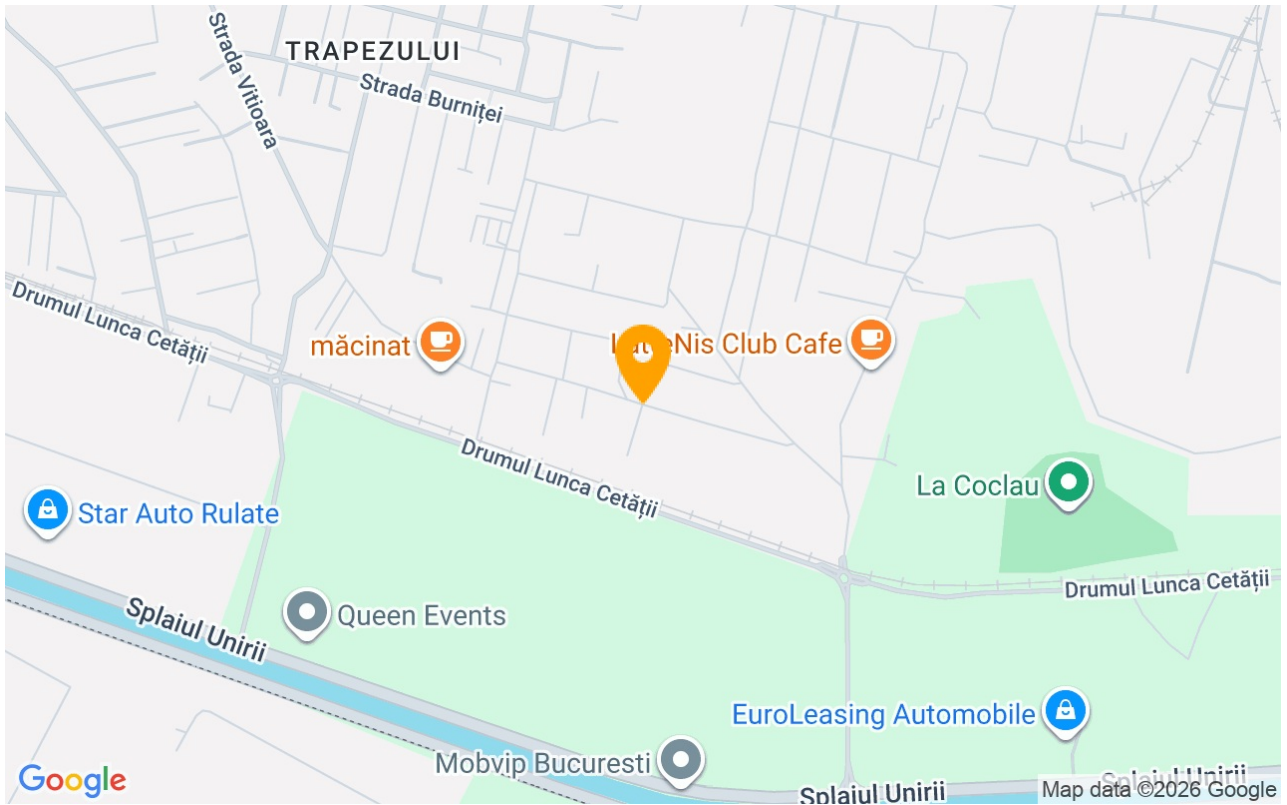 TRAPEZULUI
Strada Vitioara
Strada Burniței
Drumul Lunca Cetății
măcinat
eNis Club Cafe
Drumul Lunca Cetății
La Coclau
Star Auto Rulate
Drumul Lunca Cetății
Splaiul Unirii
Queen Events
EuroLeasing Automobile
Mobvip Bucuresti
Splaiul Unirii
Splaiul Unirii
Google
Map data ©2026 Google